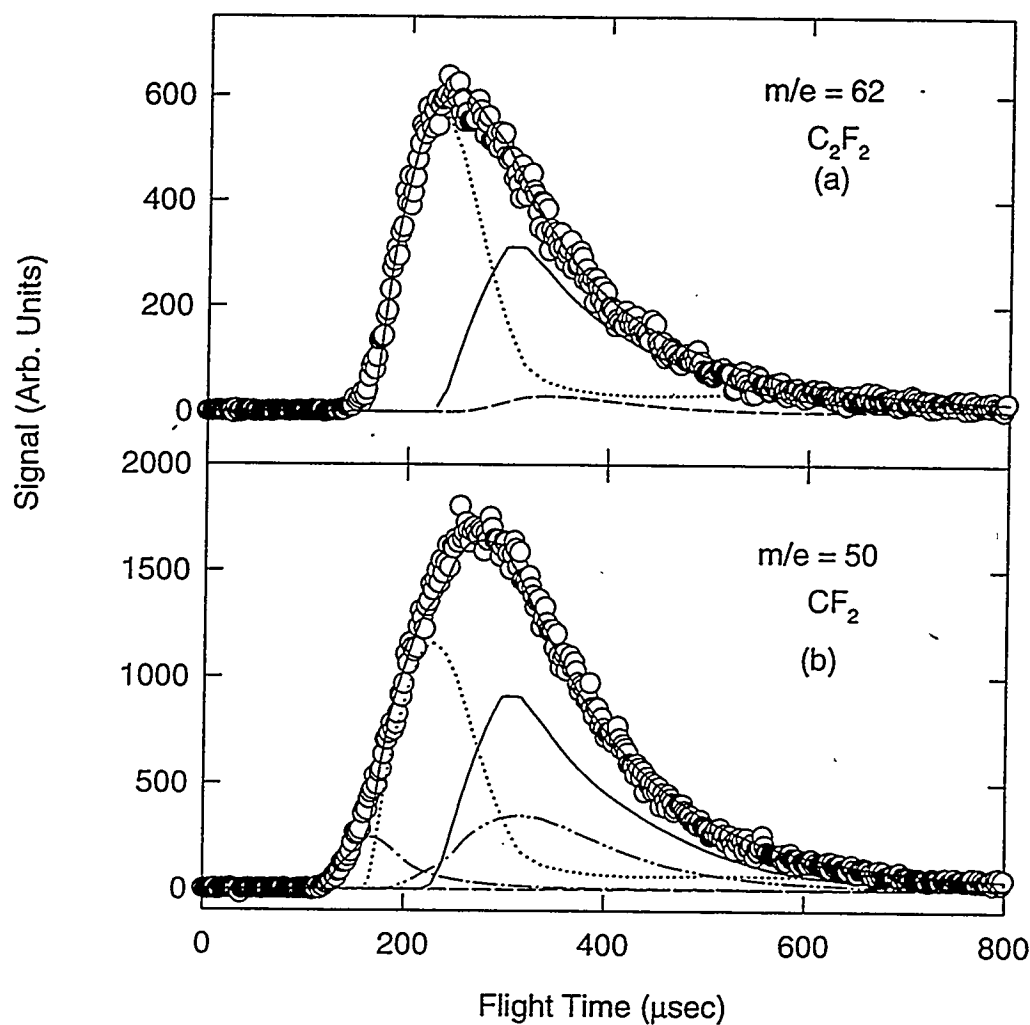 600
400
200
0
m/e = 62
C₂F₂
(a)
Signal (Arb. Units)
2000
1500
1000
500
0
m/e = 50
CF₂
(b)
0 200 400 600 800
Flight Time (μsec)